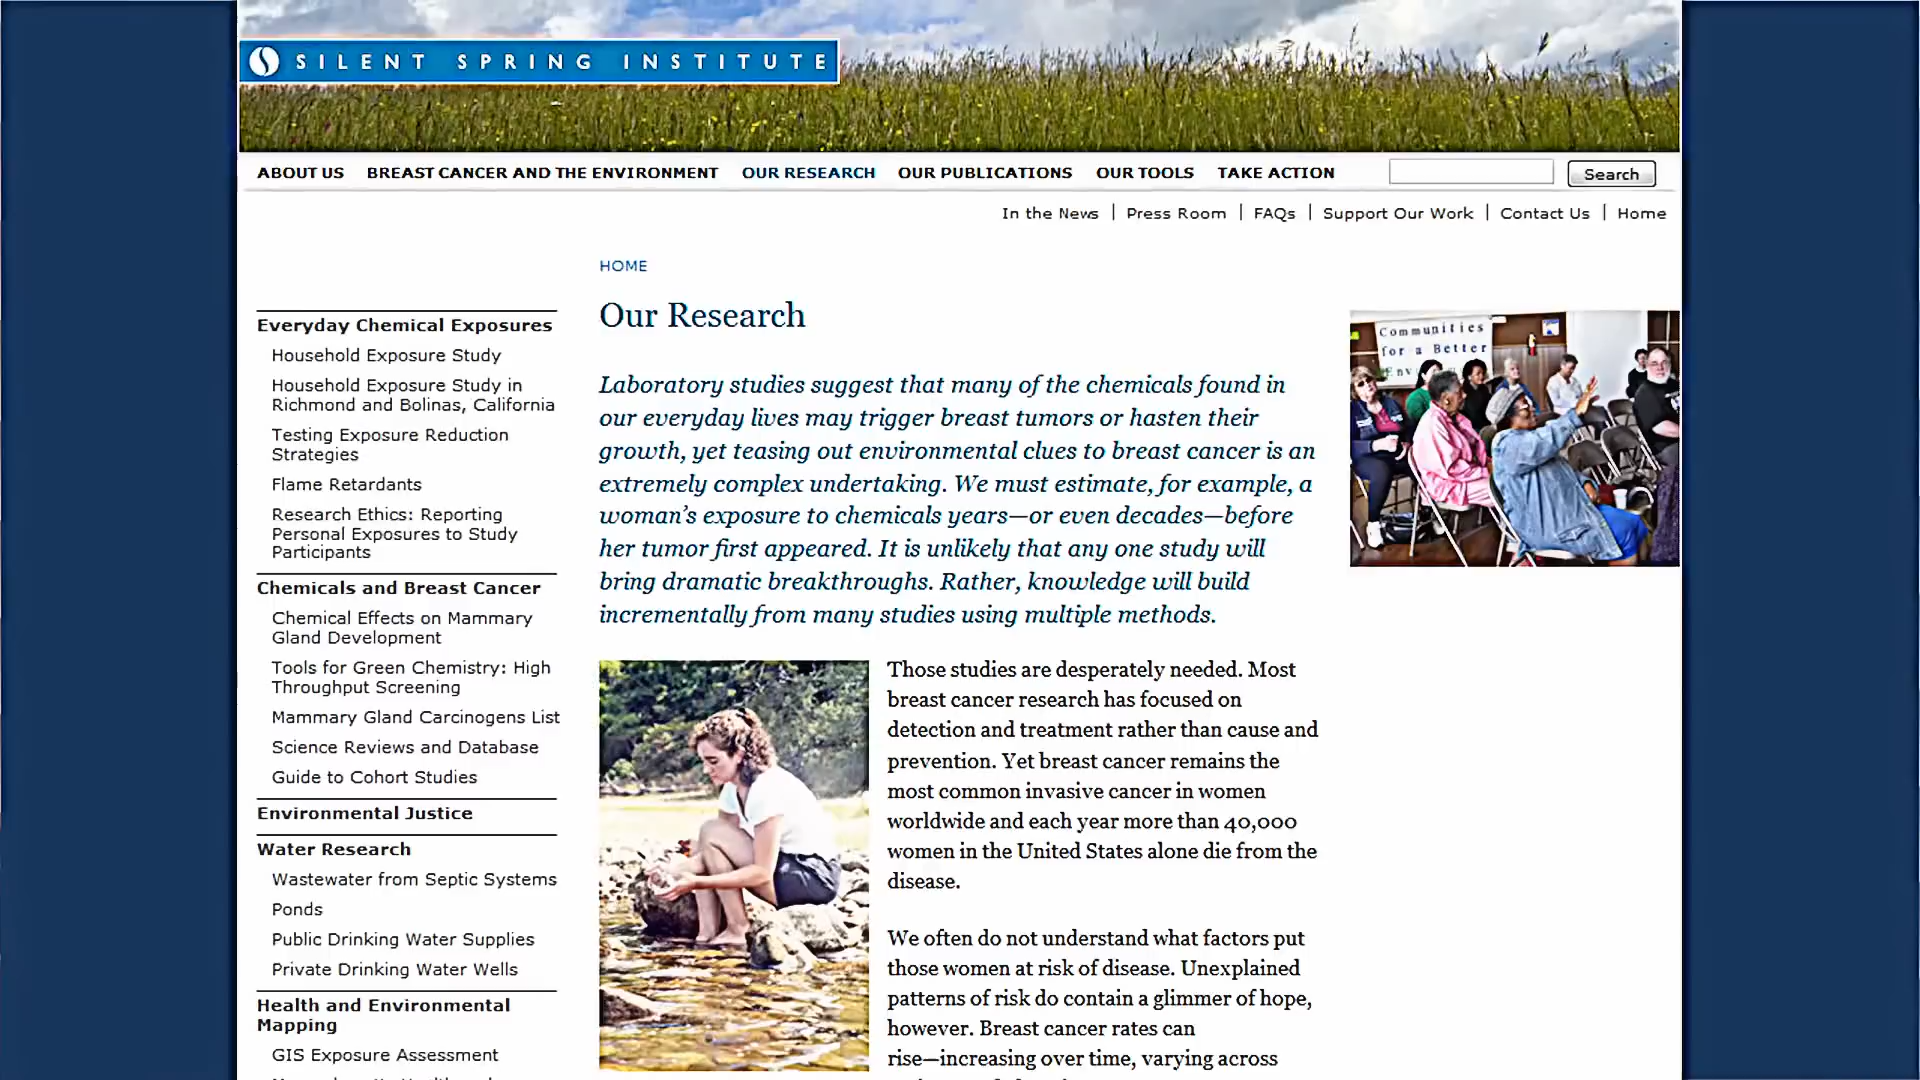 SILENT SPRING INSTITUTE
ABOUT US BREAST CANCER AND THE ENVIRONMENT OUR RESEARCH OUR PUBLICATIONS OUR TOOLS TAKE ACTION Search
In the News | Press Room | FAQs | Support Our Work | Contact Us | Home
HOME
Our Research
Everyday Chemical Exposures
Household Exposure Study
Household Exposure Study in
Richmond and Bolinas, California
Testing Exposure Reduction
Strategies
Flame Retardants
Research Ethics: Reporting
Personal Exposures to Study
Participants
Chemicals and Breast Cancer
Chemical Effects on Mammary
Gland Development
Tools for Green Chemistry: High
Throughput Screening
Mammary Gland Carcinogens List
Science Reviews and Database
Guide to Cohort Studies
Environmental Justice
Water Research
Wastewater from Septic Systems
Ponds
Public Drinking Water Supplies
Private Drinking Water Wells
Health and Environmental
Mapping
GIS Exposure Assessment
Laboratory studies suggest that many of the chemicals found in
our everyday lives may trigger breast tumors or hasten their
growth, yet teasing out environmental clues to breast cancer is an
extremely complex undertaking. We must estimate, for example, a
woman's exposure to chemicals years—or even decades—before
her tumor first appeared. It is unlikely that any one study will
bring dramatic breakthroughs. Rather, knowledge will build
incrementally from many studies using multiple methods.
Those studies are desperately needed. Most
breast cancer research has focused on
detection and treatment rather than cause and
prevention. Yet breast cancer remains the
most common invasive cancer in women
worldwide and each year more than 40,000
women in the United States alone die from the
disease.
We often do not understand what factors put
those women at risk of disease. Unexplained
patterns of risk do contain a glimmer of hope,
however. Breast cancer rates can
rise—increasing over time, varying across
Communities
for a Better